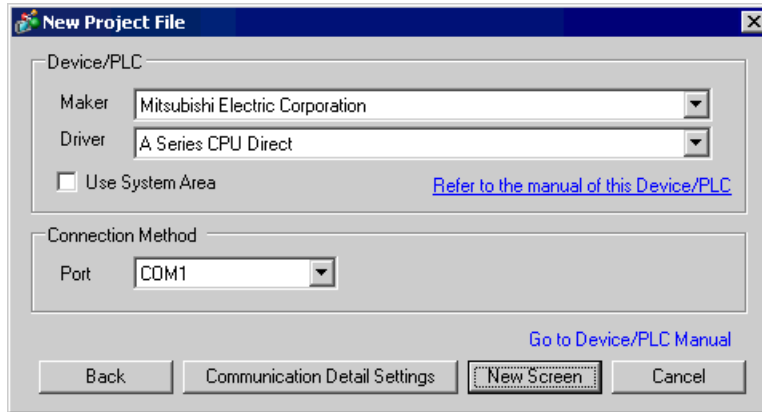 New Project File
Device/PLC
Maker Mitsubishi Electric Corporation
Driver A Series CPU Direct
Use System Area Refer to the manual of this Device/PLC
Connection Method
Port COM1
Go to Device/PLC Manual
Back Communication Detail Settings New Screen Cancel